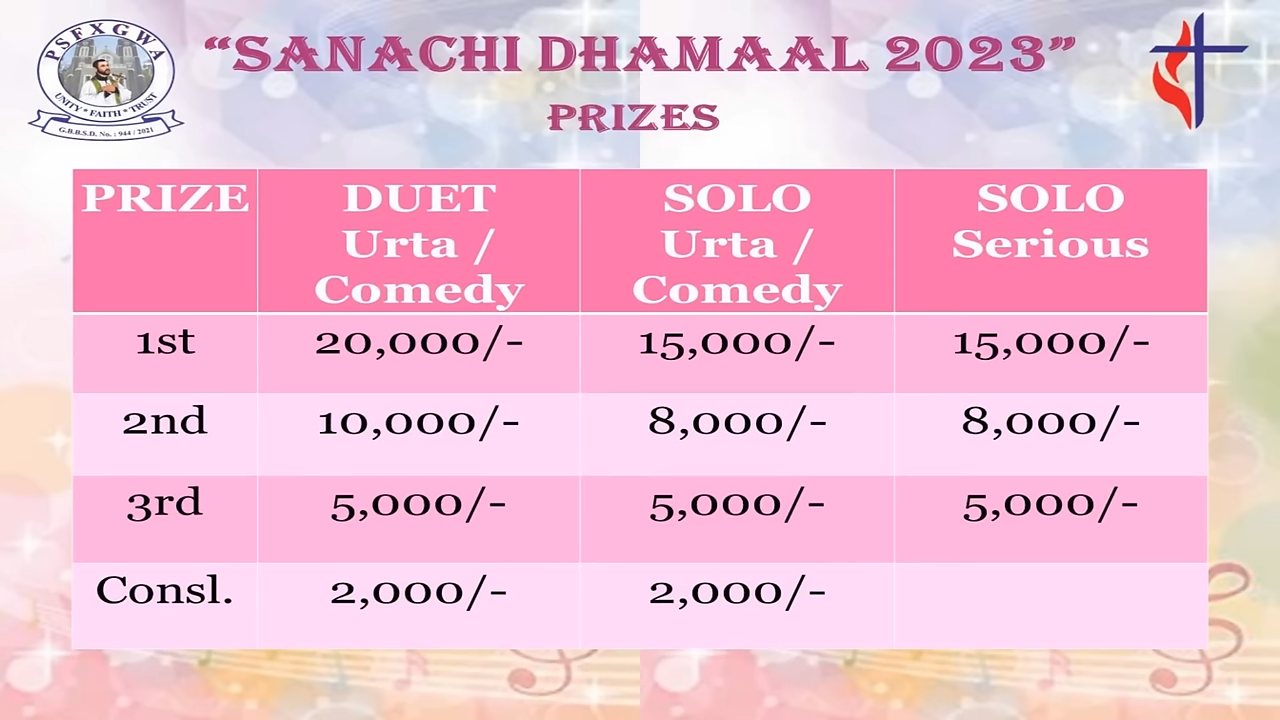 PSFXGWA
UNITY * FAITH * TRUST
G.B.B.S.D. No. : 944 / 2021
“SANACHI DHAMAAL 2023”
PRIZES
PRIZE DUET SOLO SOLO
Urta / Urta / Serious
Comedy Comedy
1st 20,000/- 15,000/- 15,000/-
2nd 10,000/- 8,000/- 8,000/-
3rd 5,000/- 5,000/- 5,000/-
Consl. 2,000/- 2,000/-